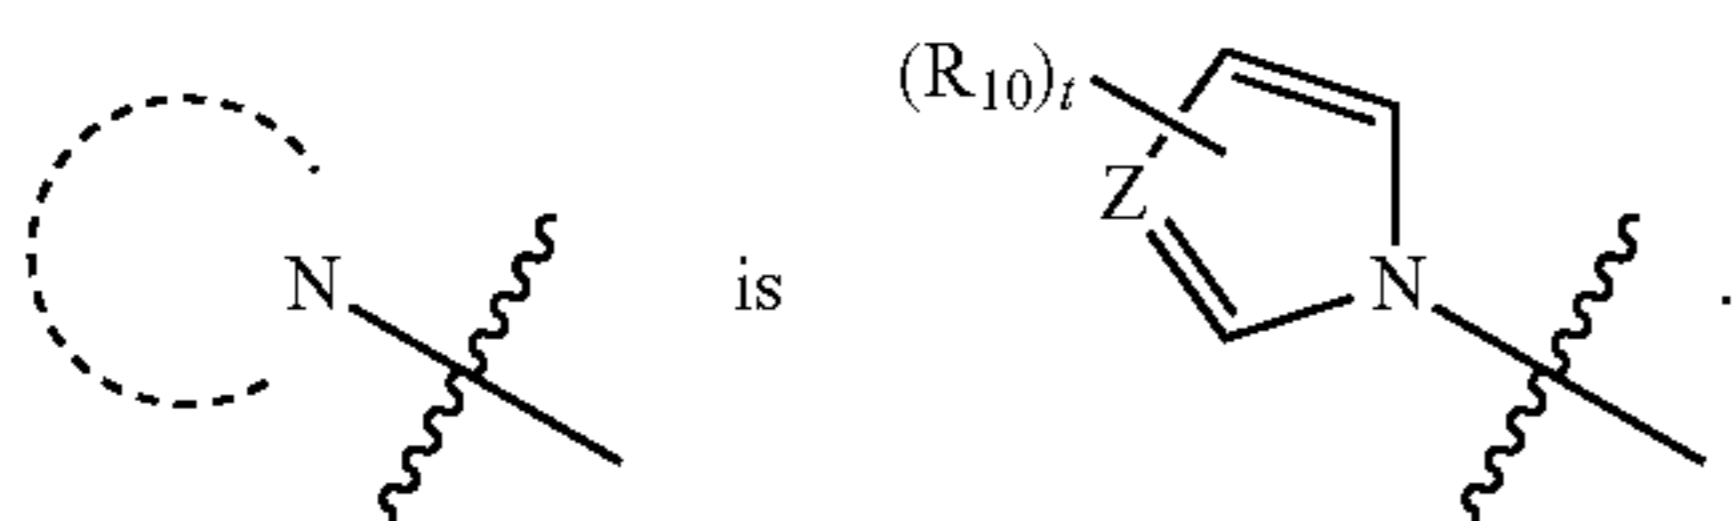 (R10)t
Z
N is N .